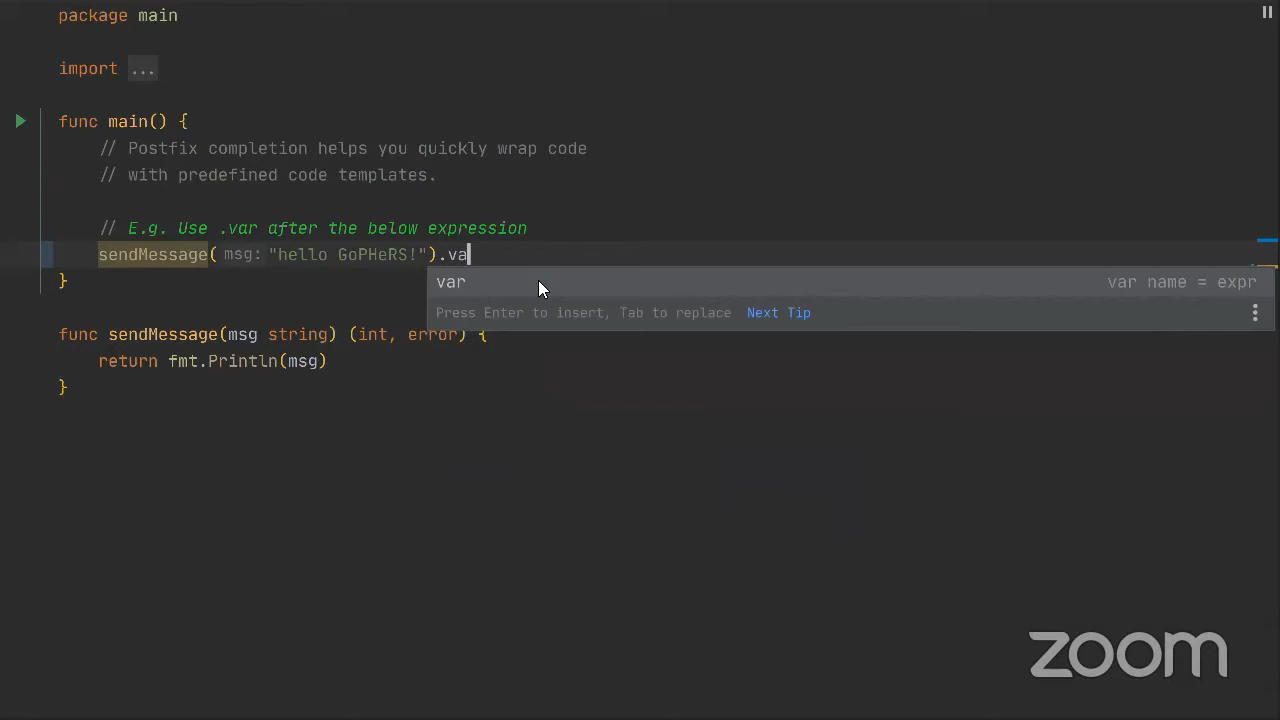 package main
import ...
func main() {
// Postfix completion helps you quickly wrap code
// with predefined code templates.
// E.g. Use .var after the below expression
sendMessage( msg: "hello GoPHeRS!").va
var var name = expr
Press Enter to insert, Tab to replace Next Tip
}
func sendMessage(msg string) (int, error) {
return fmt.Println(msg)
}
zoom